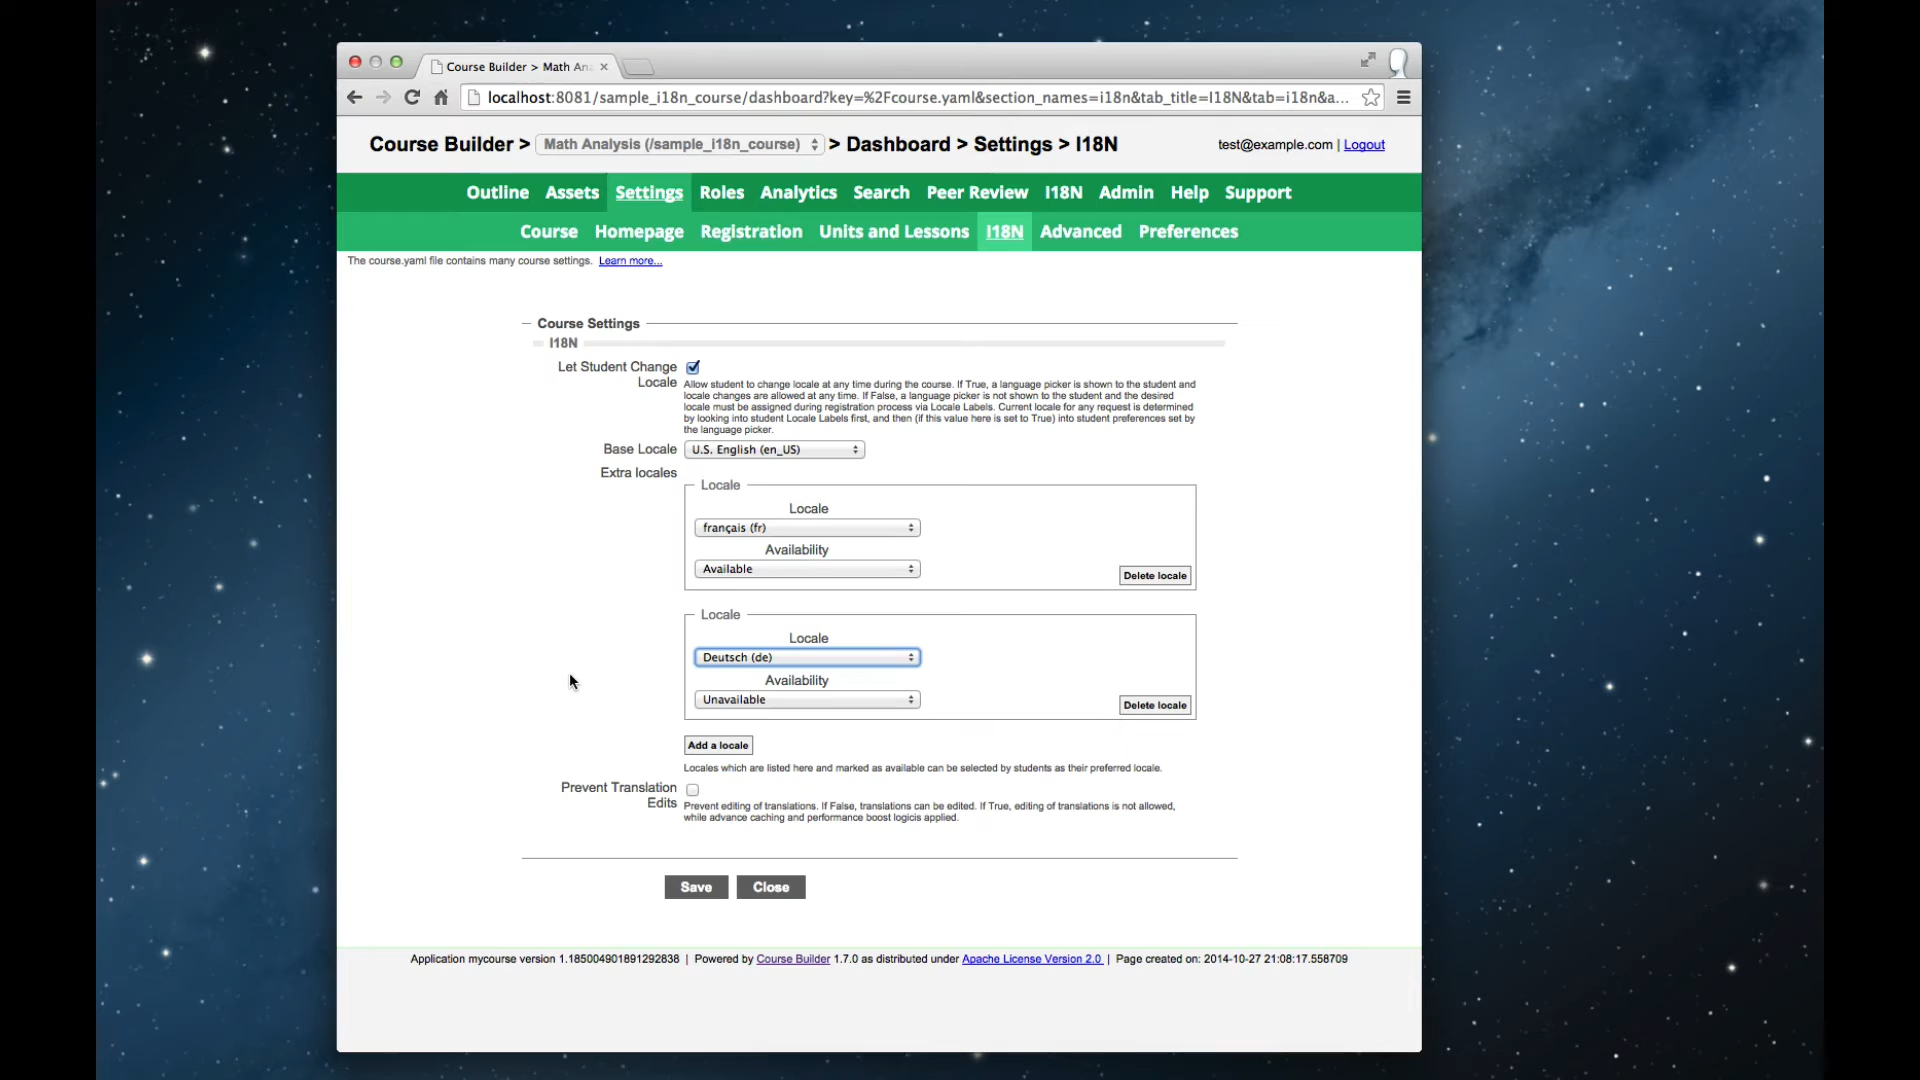 Course Builder > Math An
localhost:8081/sample_i18n_course/dashboard?key=%2Fcourse.yaml&section_names=i18n&tab_title=I18N&tab=i18n&a...
Course Builder > Math Analysis (/sample_i18n_course) > Dashboard > Settings > I18N test@example.com | Logout
Outline Assets Settings Roles Analytics Search Peer Review I18N Admin Help Support
Course Homepage Registration Units and Lessons I18N Advanced Preferences
The course.yaml file contains many course settings. Learn more...
Course Settings
I18N
Let Student Change
Locale
Allow student to change locale at any time during the course. If True, a language picker is shown to the student and
locale changes are allowed at any time. If False, a language picker is not shown to the student and the desired
locale must be assigned during registration process via Locale Labels. Current locale for any request is determined
by looking into student Locale Labels first, and then (if this value here is set to True) into student preferences set by
the language picker.
Base Locale U.S. English (en_US)
Extra locales
Locale
Locale
français (fr)
Availability
Available
Delete locale
Locale
Locale
Deutsch (de)
Availability
Unavailable
Delete locale
Add a locale
Locales which are listed here and marked as available can be selected by students as their preferred locale.
Prevent Translation
Edits
Prevent editing of translations. If False, translations can be edited. If True, editing of translations is not allowed,
while advance caching and performance boost logicis applied.
Save Close
Application mycourse version 1.185004901891292838 | Powered by Course Builder 1.7.0 as distributed under Apache License Version 2.0 | Page created on: 2014-10-27 21:08:17.558709